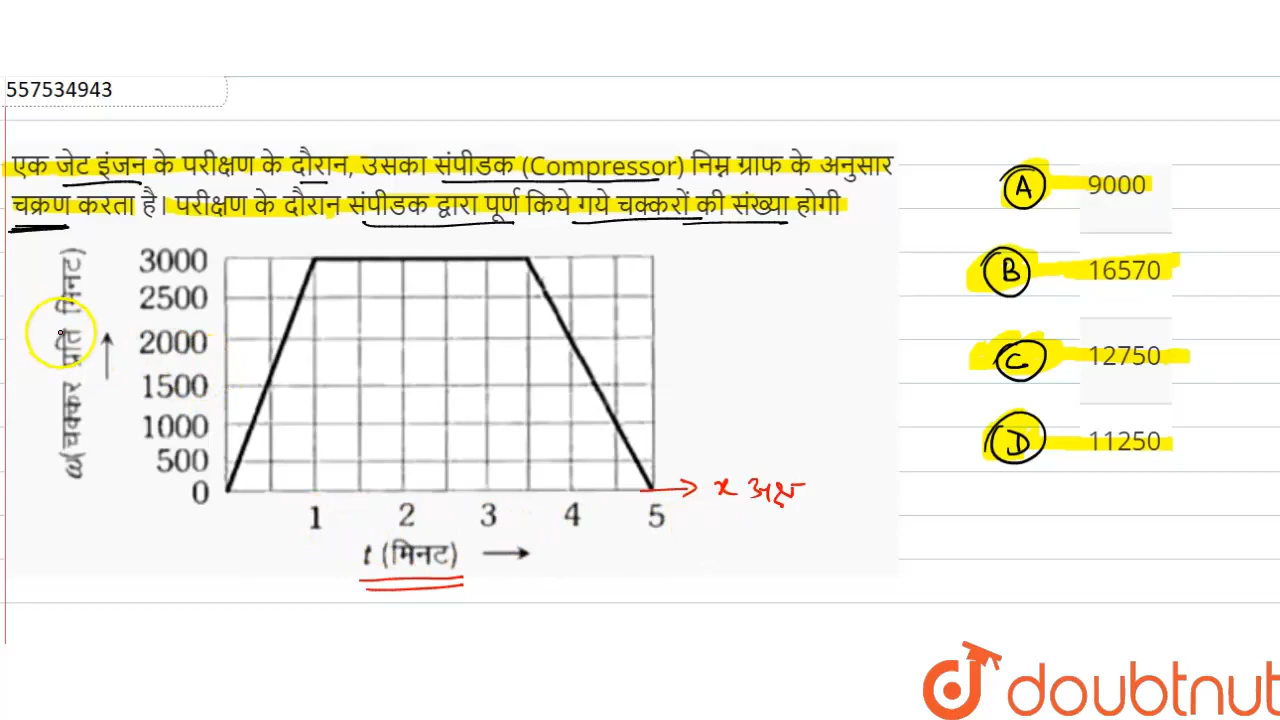 557534943
एक जेट इंजन के परीक्षण के दौरान, उसका संपीडक (Compressor) निम्न ग्राफ के अनुसार
चक्रण करता है। परीक्षण के दौरान संपीडक द्वारा पूर्ण किये गये चक्करों की संख्या होगी
ω(चक्कर प्रति मिनट)
3000
2500
2000
1500
1000
500
0
1 2 3 4 5
t (मिनट)
x अक्ष
A 9000
B 16570
C 12750
D 11250
doubtnut